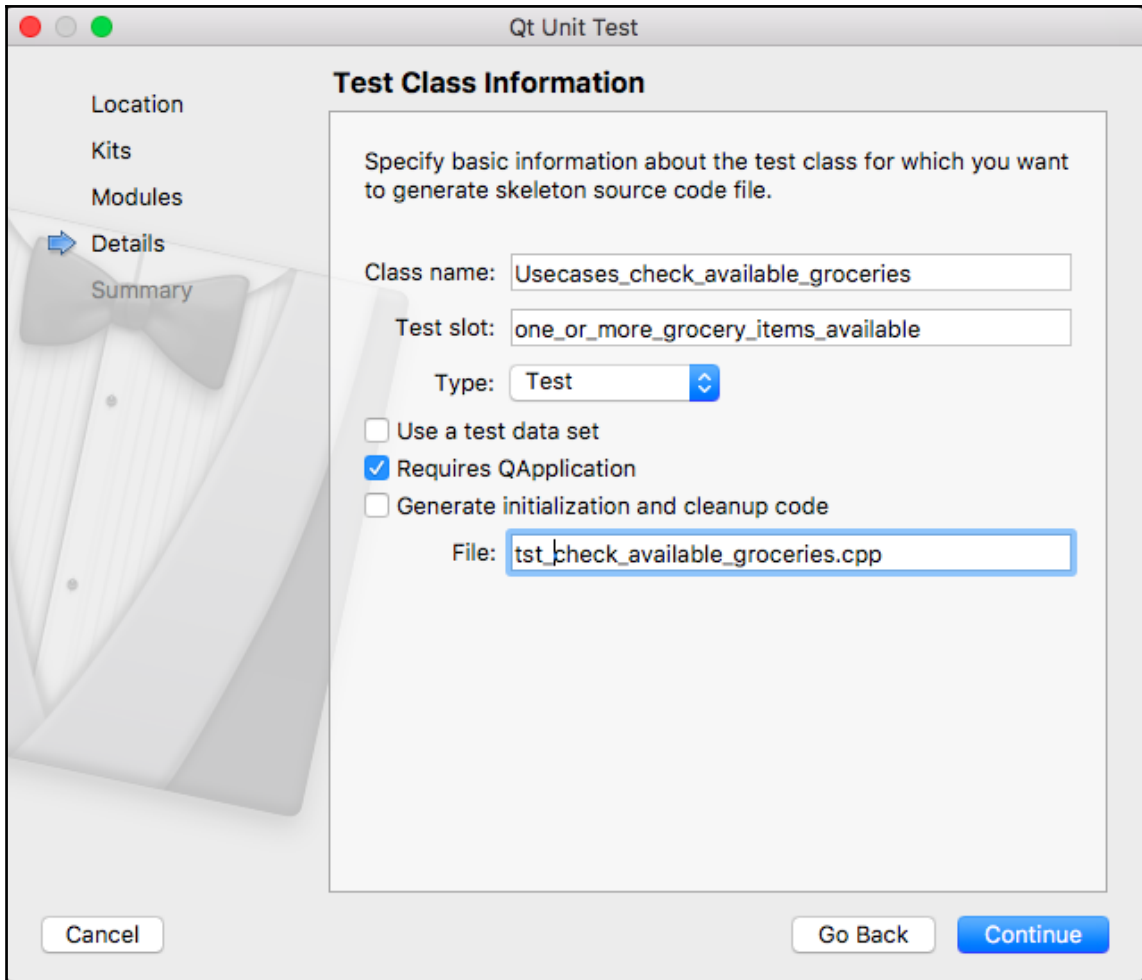 Qt Unit Test
Location
Kits
Modules
Details
Summary
Test Class Information
Specify basic information about the test class for which you want
to generate skeleton source code file.
Class name: Usecases_check_available_groceries
Test slot: one_or_more_grocery_items_available
Type: Test
Use a test data set
Requires QApplication
Generate initialization and cleanup code
File: tst_check_available_groceries.cpp
Cancel
Go Back
Continue